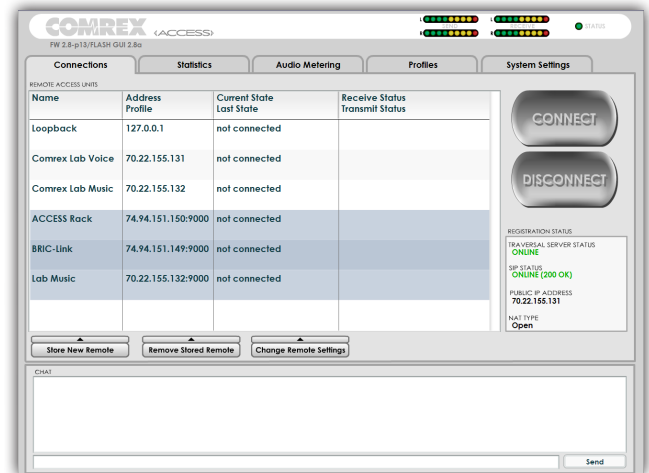 COMREX (ACCESS)
L SEND R
L RECEIVE R
STATUS
FW 2.8-p13/FLASH GUI 2.8a
Connections
Statistics
Audio Metering
Profiles
System Settings
REMOTE ACCESS UNITS
Name Address Current State Receive Status
Profile Last State Transmit Status
Loopback 127.0.0.1 not connected
Comrex Lab Voice 70.22.155.131 not connected
Comrex Lab Music 70.22.155.132 not connected
ACCESS Rack 74.94.151.150:9000 not connected
BRIC-Link 74.94.151.149:9000 not connected
Lab Music 70.22.155.132:9000 not connected
CONNECT
DISCONNECT
REGISTRATION STATUS
TRAVERSAL SERVER STATUS
ONLINE
SIP STATUS
ONLINE (200 OK)
PUBLIC IP ADDRESS
70.22.155.131
NAT TYPE
Open
Store New Remote
Remove Stored Remote
Change Remote Settings
CHAT
Send